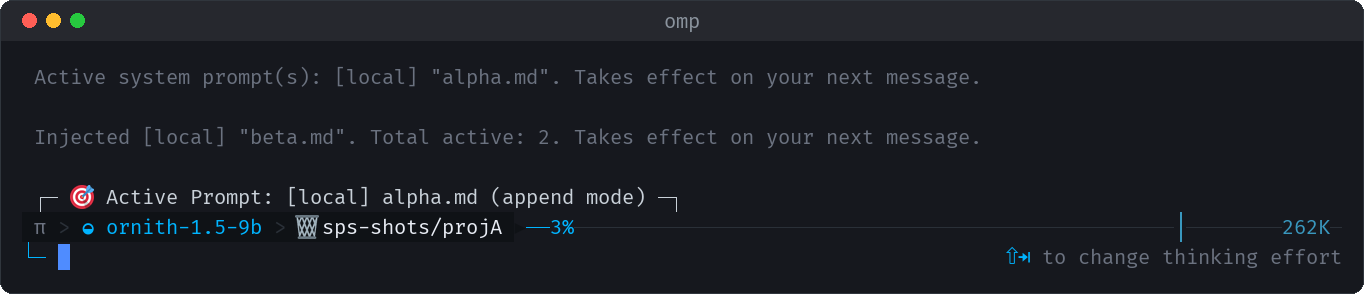 omp
Active system prompt(s): [local] "alpha.md". Takes effect on your next message.
Injected [local] "beta.md". Total active: 2. Takes effect on your next message.
🎯 Active Prompt: [local] alpha.md (append mode)
π > ornith-1.5-9b > 🗑 sps-shots/projA 3% 262K
⇧⇥ to change thinking effort